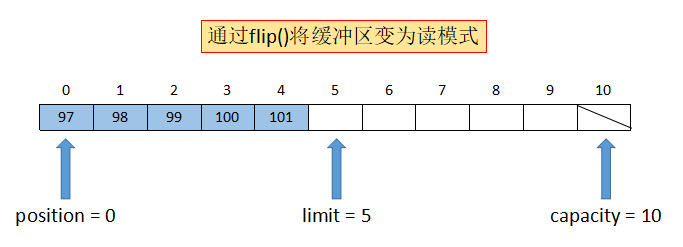 通过flip()将缓冲区变为读模式
0 1 2 3 4 5 6 7 8 9 10
97 98 99 100 101
position = 0 limit = 5 capacity = 10